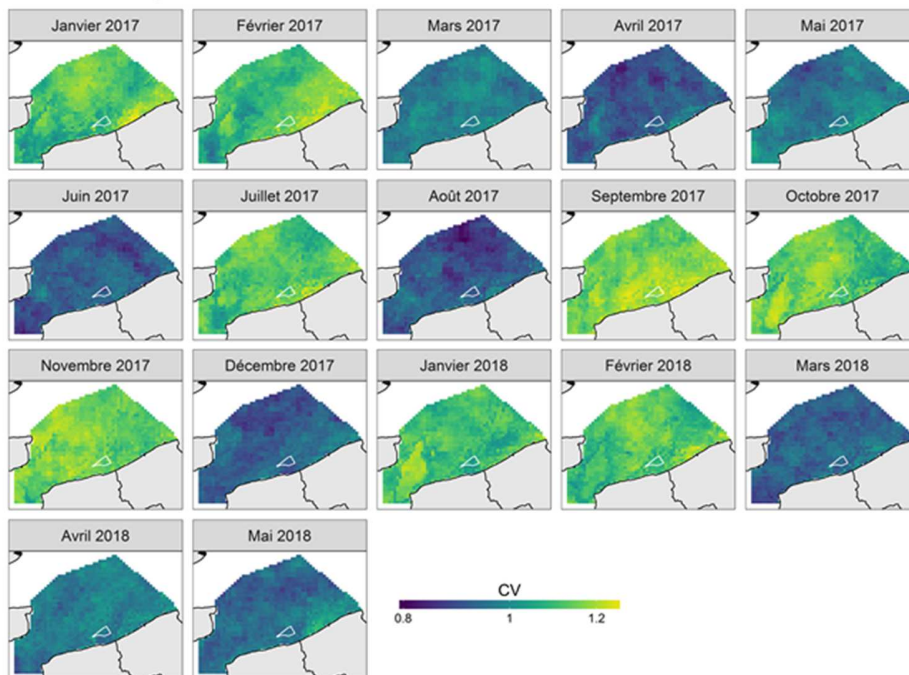 Janvier 2017
Février 2017
Mars 2017
Avril 2017
Mai 2017
Juin 2017
Juillet 2017
Août 2017
Septembre 2017
Octobre 2017
Novembre 2017
Décembre 2017
Janvier 2018
Février 2018
Mars 2018
Avril 2018
Mai 2018
CV
0.8 1 1.2